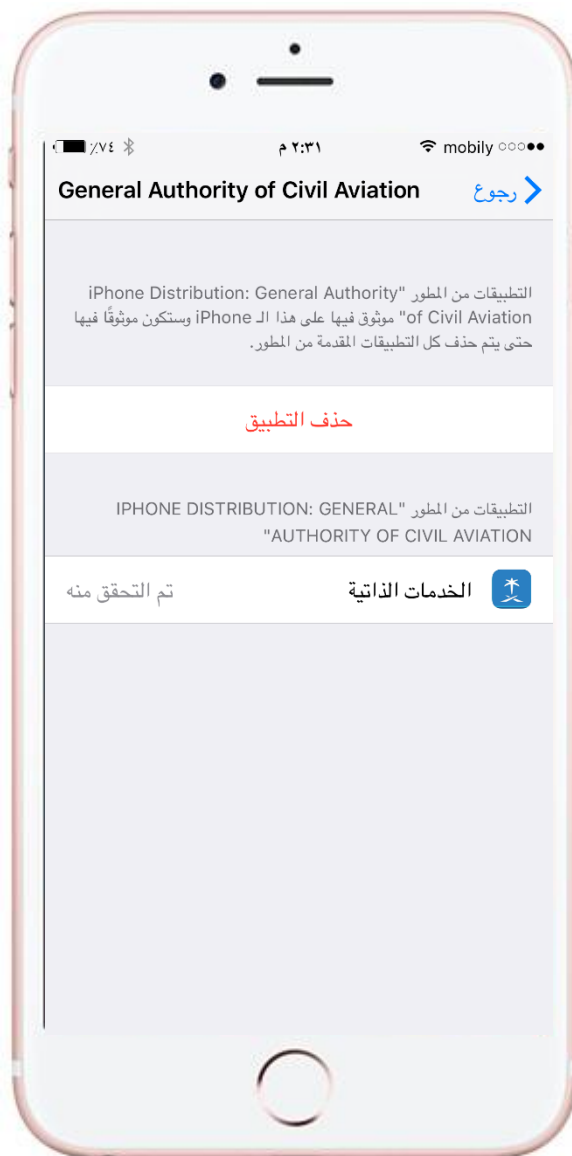 ●●○○○ mobily ٢:٣١ م ٧٤٪
رجوع General Authority of Civil Aviation
التطبيقات من المطور "iPhone Distribution: General Authority
of Civil Aviation" موثوق فيها على هذا الـ iPhone وستكون موثوقًا فيها
حتى يتم حذف كل التطبيقات المقدمة من المطور.
حذف التطبيق
التطبيقات من المطور "IPHONE DISTRIBUTION: GENERAL
AUTHORITY OF CIVIL AVIATION"
الخدمات الذاتية تم التحقق منه